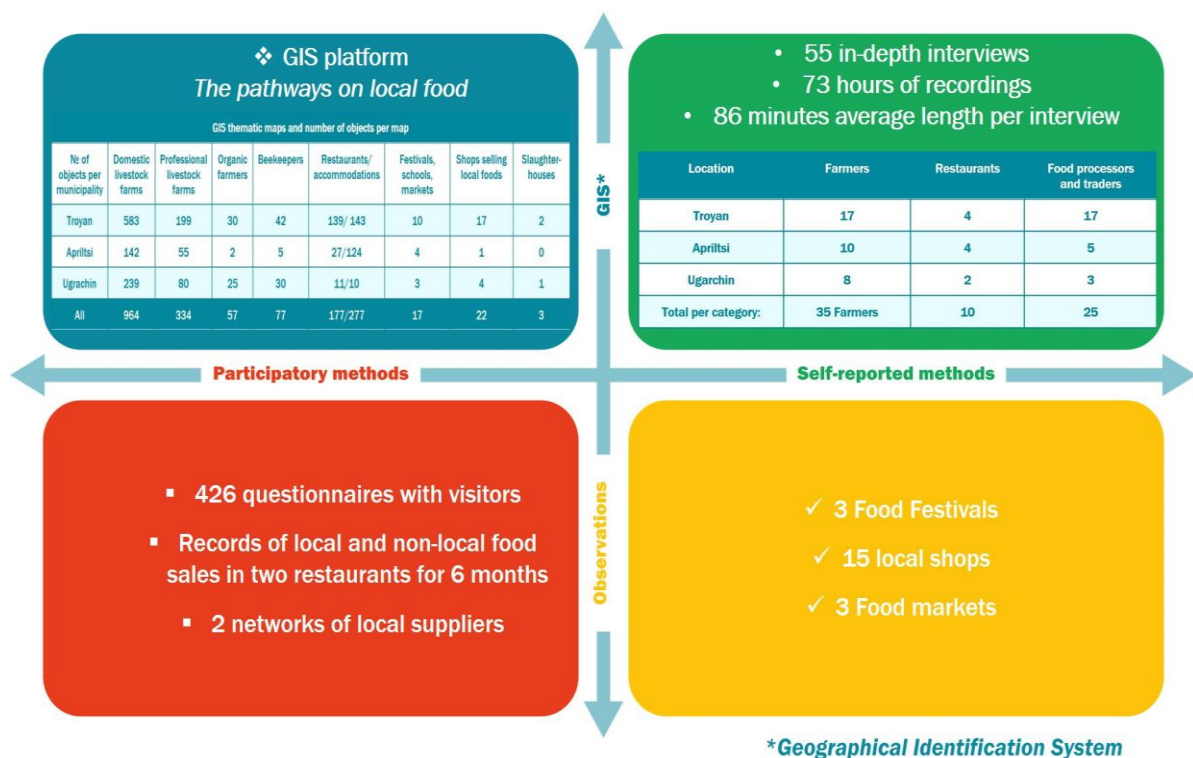 ❖ GIS platform
The pathways on local food
GIS thematic maps and number of objects per map
№ of objects per municipality | Domestic livestock farms | Professional livestock farms | Organic farmers | Beekeepers | Restaurants/ accommodations | Festivals, schools, markets | Shops selling local foods | Slaughter-houses
Troyan | 583 | 199 | 30 | 42 | 139/ 143 | 10 | 17 | 2
Apriltsi | 142 | 55 | 2 | 5 | 27/124 | 4 | 1 | 0
Ugrachin | 239 | 80 | 25 | 30 | 11/10 | 3 | 4 | 1
All | 964 | 334 | 57 | 77 | 177/277 | 17 | 22 | 3
GIS*
• 55 in-depth interviews
• 73 hours of recordings
• 86 minutes average length per interview
Location | Farmers | Restaurants | Food processors and traders
Troyan | 17 | 4 | 17
Apriltsi | 10 | 4 | 5
Ugarchin | 8 | 2 | 3
Total per category: | 35 Farmers | 10 | 25
Participatory methods
Self-reported methods
▪ 426 questionnaires with visitors
▪ Records of local and non-local food
sales in two restaurants for 6 months
▪ 2 networks of local suppliers
Observations
✓ 3 Food Festivals
✓ 15 local shops
✓ 3 Food markets
*Geographical Identification System